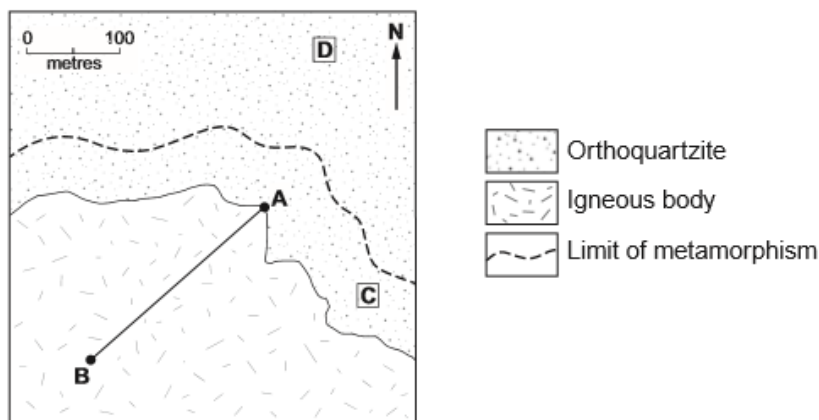 0 100
metres
N
A
B
C
D
Orthoquartzite
Igneous body
Limit of metamorphism